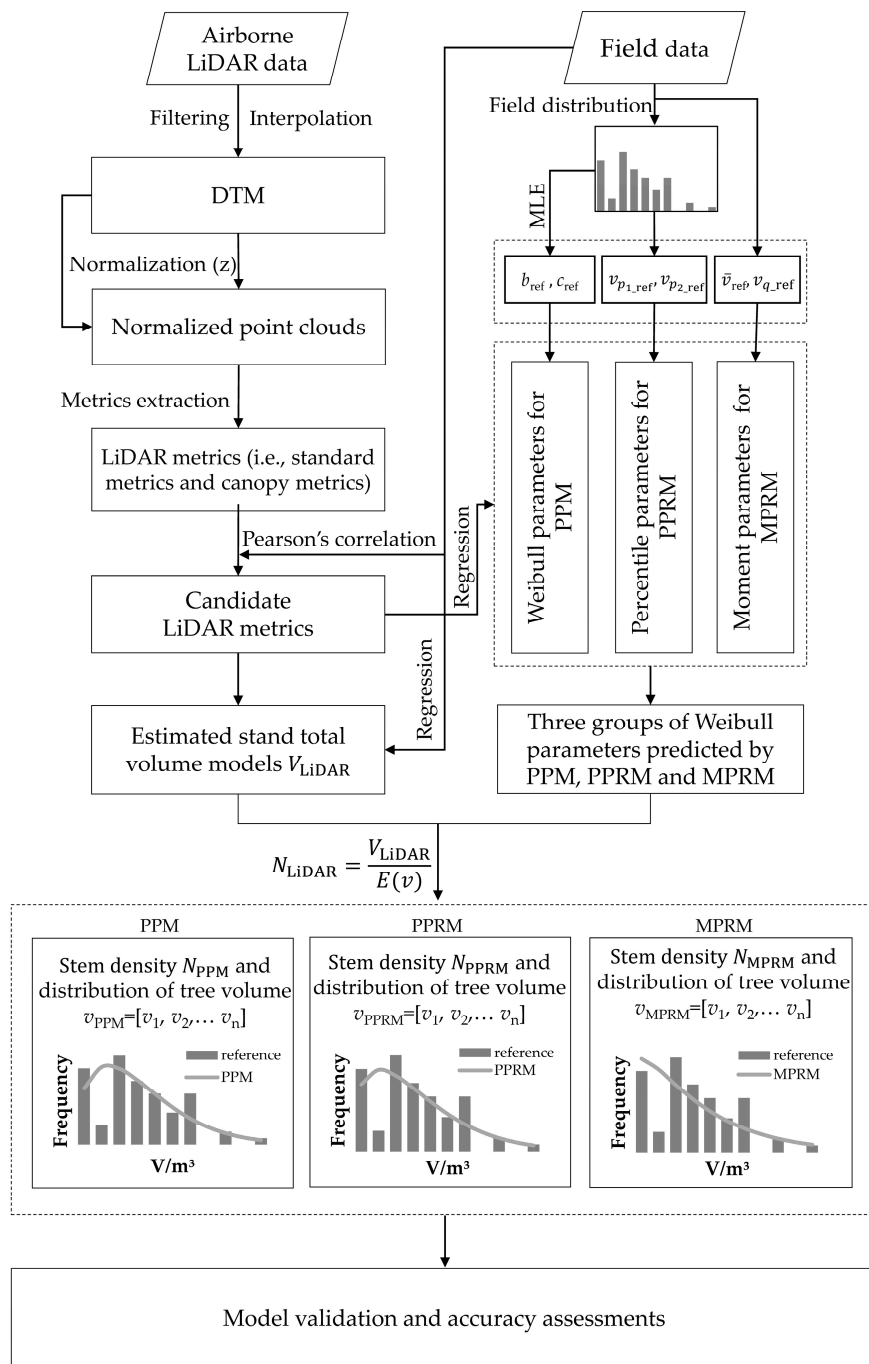 Airborne
LiDAR data
Field data
Filtering
Interpolation
Field distribution
DTM
MLE
Normalization (z)
b_ref , c_ref
v_p1_ref, v_p2_ref
v̄_ref, v_q_ref
Normalized point clouds
Metrics extraction
LiDAR metrics (i.e., standard
metrics and canopy metrics)
Pearson's correlation
Regression
Weibull parameters for
PPM
Percentile parameters for
PPRM
Moment parameters for
MPRM
Candidate
LiDAR metrics
Regression
Estimated stand total
volume models V_LiDAR
Three groups of Weibull
parameters predicted by
PPM, PPRM and MPRM
N_LiDAR = V_LiDAR / E(v)
PPM
Stem density N_PPM and
distribution of tree volume
v_PPM=[v1, v2,… vn]
reference
PPM
Frequency
V/m³
PPRM
Stem density N_PPRM and
distribution of tree volume
v_PPRM=[v1, v2,… vn]
reference
PPRM
Frequency
V/m³
MPRM
Stem density N_MPRM and
distribution of tree volume
v_MPRM=[v1, v2,… vn]
reference
MPRM
Frequency
V/m³
Model validation and accuracy assessments